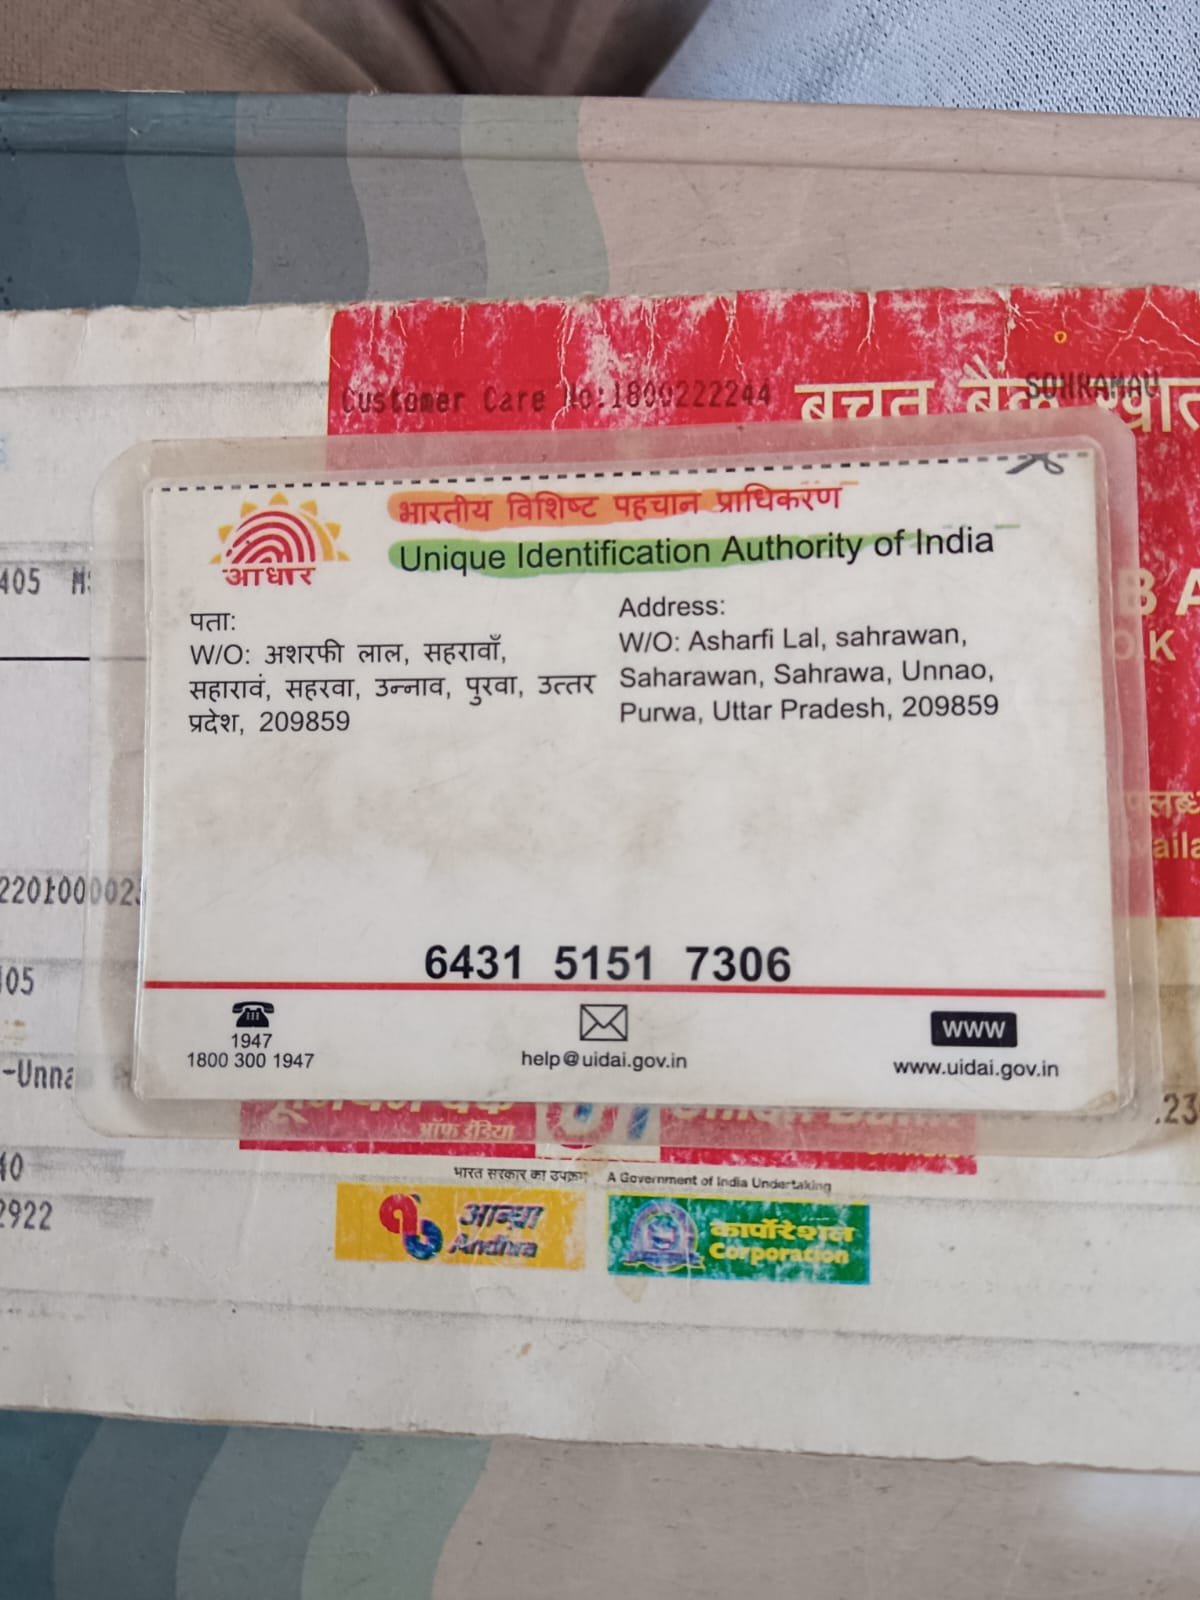 Customer Care No:1800222244
SOHRAMAU
बचत बैंक
405
भारतीय विशिष्ट पहचान प्राधिकरण
Unique Identification Authority of India
आधार
पता:
W/O: अशरफी लाल, सहरावाँ,
सहारावं, सहरवा, उन्नाव, पुरवा, उत्तर
प्रदेश, 209859
Address:
W/O: Asharfi Lal, sahrawan,
Saharawan, Sahrawa, Unnao,
Purwa, Uttar Pradesh, 209859
6431 5151 7306
1947
1800 300 1947
help@uidai.gov.in
www
www.uidai.gov.in
ऑफ इंडिया
भारत सरकार का उपक्रम
A Government of India Undertaking
आन्ध्रा
Andhra
कार्पोरेशन
Corporation
2922